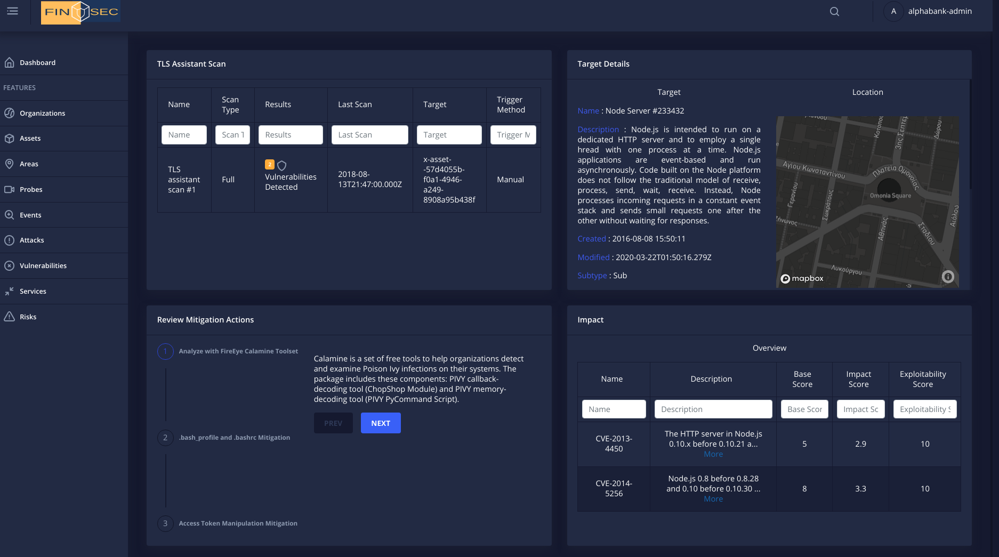 FINSEC
A
alphabank-admin
Dashboard
FEATURES
Organizations
Assets
Areas
Probes
Events
Attacks
Vulnerabilities
Services
Risks
TLS Assistant Scan
Name
Scan
Type
Results
Last Scan
Target
Trigger
Method
Name
Scan T
Results
Last Scan
Target
Trigger M
TLS
assistant
scan #1
Full
2
Vulnerabilities
Detected
2018-08-
13T21:47:00.000Z
x-asset-
-57d4055b-
f0a1-4946-
a249-
8908a95b438f
Manual
Target Details
Target
Name : Node Server #233432
Description : Node.js is intended to run on a
dedicated HTTP server and to employ a single
hread with one process at a time. Node.js
applications are event-based and run
asynchronously. Code built on the Node platform
does not follow the traditional model of receive,
process, send, wait, receive. Instead, Node
processes incoming requests in a constant event
stack and sends small requests one after the
other without waiting for responses.
Created : 2016-08-08 15:50:11
Modified : 2020-03-22T01:50:16.279Z
Subtype : Sub
Location
3ης Σεπτεμ
Δώρου
Αγίου Κωνσταντίνου
Πλατεία Ομονοίας
Omonia Square
Γερανίου
Σωκράτους
Ζήνωνος
Αθηνάς
Σταδίου
Αιόλου
Λυκούργου
mapbox
Review Mitigation Actions
1
Analyze with FireEye Calamine Toolset
2
.bash_profile and .bashrc Mitigation
3
Access Token Manipulation Mitigation
Calamine is a set of free tools to help organizations detect
and examine Poison Ivy infections on their systems. The
package includes these components: PIVY callback-
decoding tool (ChopShop Module) and PIVY memory-
decoding tool (PIVY PyCommand Script).
PREV
NEXT
Impact
Overview
Name
Description
Base
Score
Impact
Score
Exploitability
Score
Name
Description
Base Scor
Impact Sc
Exploitability S
CVE-2013-
4450
The HTTP server in Node.js
0.10.x before 0.10.21 a...
More
5
2.9
10
CVE-2014-
5256
Node.js 0.8 before 0.8.28
and 0.10 before 0.10.30 ...
More
8
3.3
10